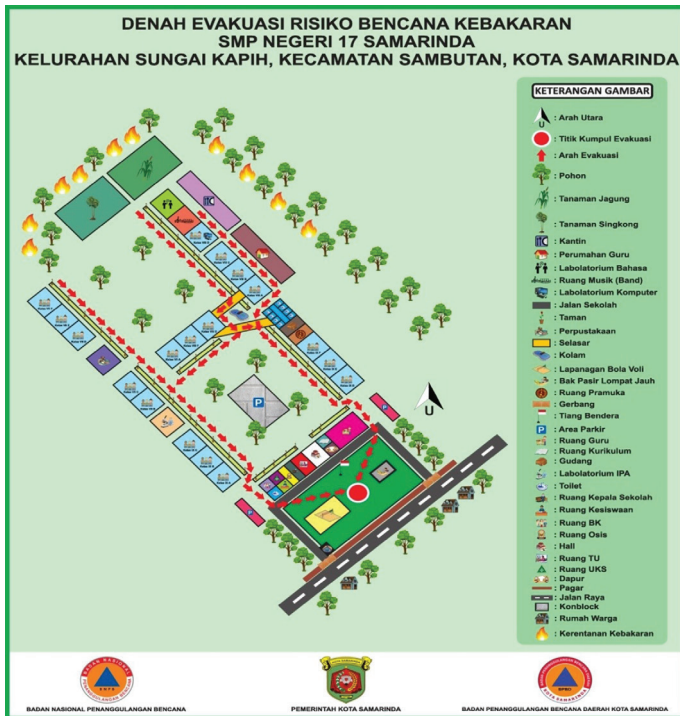 DENAH EVAKUASI RISIKO BENCANA KEBAKARAN
SMP NEGERI 17 SAMARINDA
KELURAHAN SUNGAI KAPIH, KECAMATAN SAMBUTAN, KOTA SAMARINDA
KETERANGAN GAMBAR
U : Arah Utara
: Titik Kumpul Evakuasi
: Arah Evakuasi
: Pohon
: Tanaman Jagung
: Tanaman Singkong
: Kantin
: Perumahan Guru
: Labolatorium Bahasa
: Ruang Musik (Band)
: Labolatorium Komputer
: Jalan Sekolah
: Taman
: Perpustakaan
: Selasar
: Kolam
: Lapanagan Bola Voli
: Bak Pasir Lompat Jauh
: Ruang Pramuka
: Gerbang
: Tiang Bendera
P : Area Parkir
: Ruang Guru
: Ruang Kurikulum
: Gudang
: Labolatorium IPA
: Toilet
: Ruang Kepala Sekolah
: Ruang Kesiswaan
: Ruang BK
: Ruang Osis
: Hall
: Ruang TU
: Ruang UKS
: Dapur
: Pagar
: Jalan Raya
: Konblock
: Rumah Warga
: Kerentanan Kebakaran
P
U
BADAN NASIONAL PENANGGULANGAN BENCANA
PEMERINTAH KOTA SAMARINDA
BADAN PENANGGULANGAN BENCANA DAERAH KOTA SAMARINDA